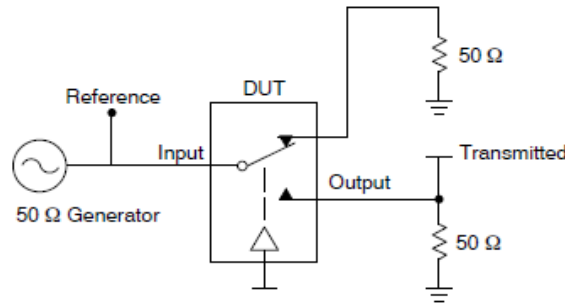 50 Ω
DUT
Reference
Input
Transmitted
Output
50 Ω Generator
50 Ω